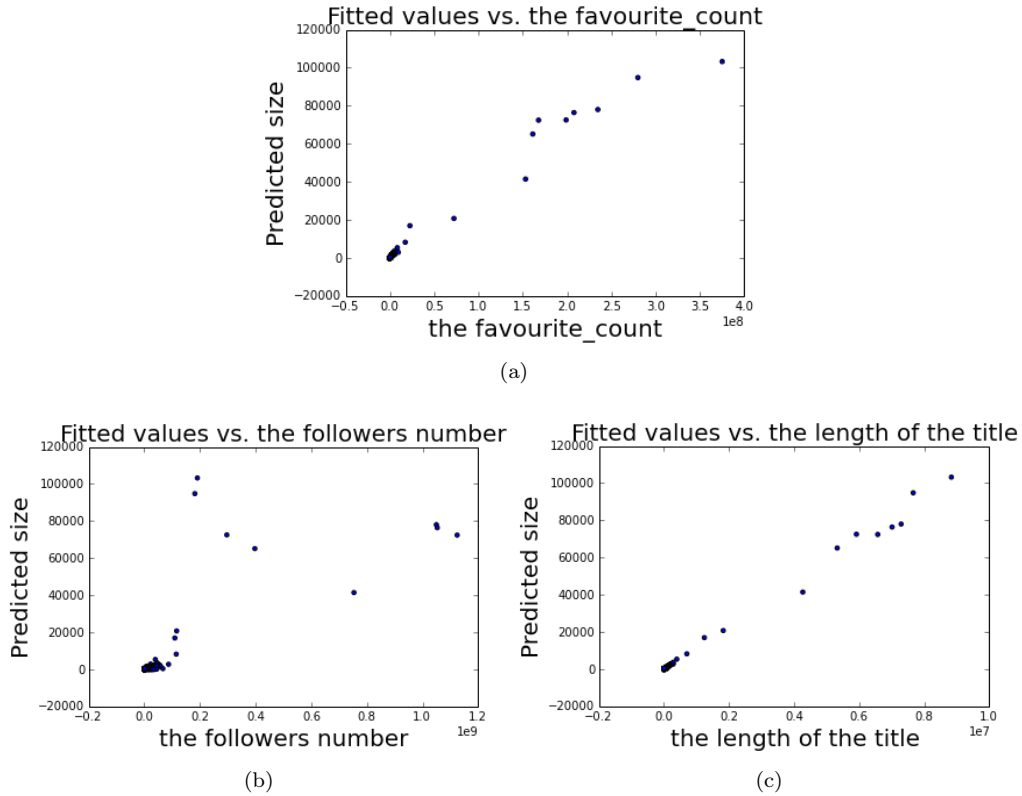 Fitted values vs. the favourite_count
120000
100000
80000
60000
40000
20000
0
−20000
Predicted size
−0.5 0.0 0.5 1.0 1.5 2.0 2.5 3.0 3.5 4.0
1e8
the favourite_count
(a)
Fitted values vs. the followers number
120000
100000
80000
60000
40000
20000
0
−20000
Predicted size
−0.2 0.0 0.2 0.4 0.6 0.8 1.0 1.2
1e9
the followers number
(b)
Fitted values vs. the length of the title
120000
100000
80000
60000
40000
20000
0
−20000
Predicted size
−0.2 0.0 0.2 0.4 0.6 0.8 1.0
1e7
the length of the title
(c)